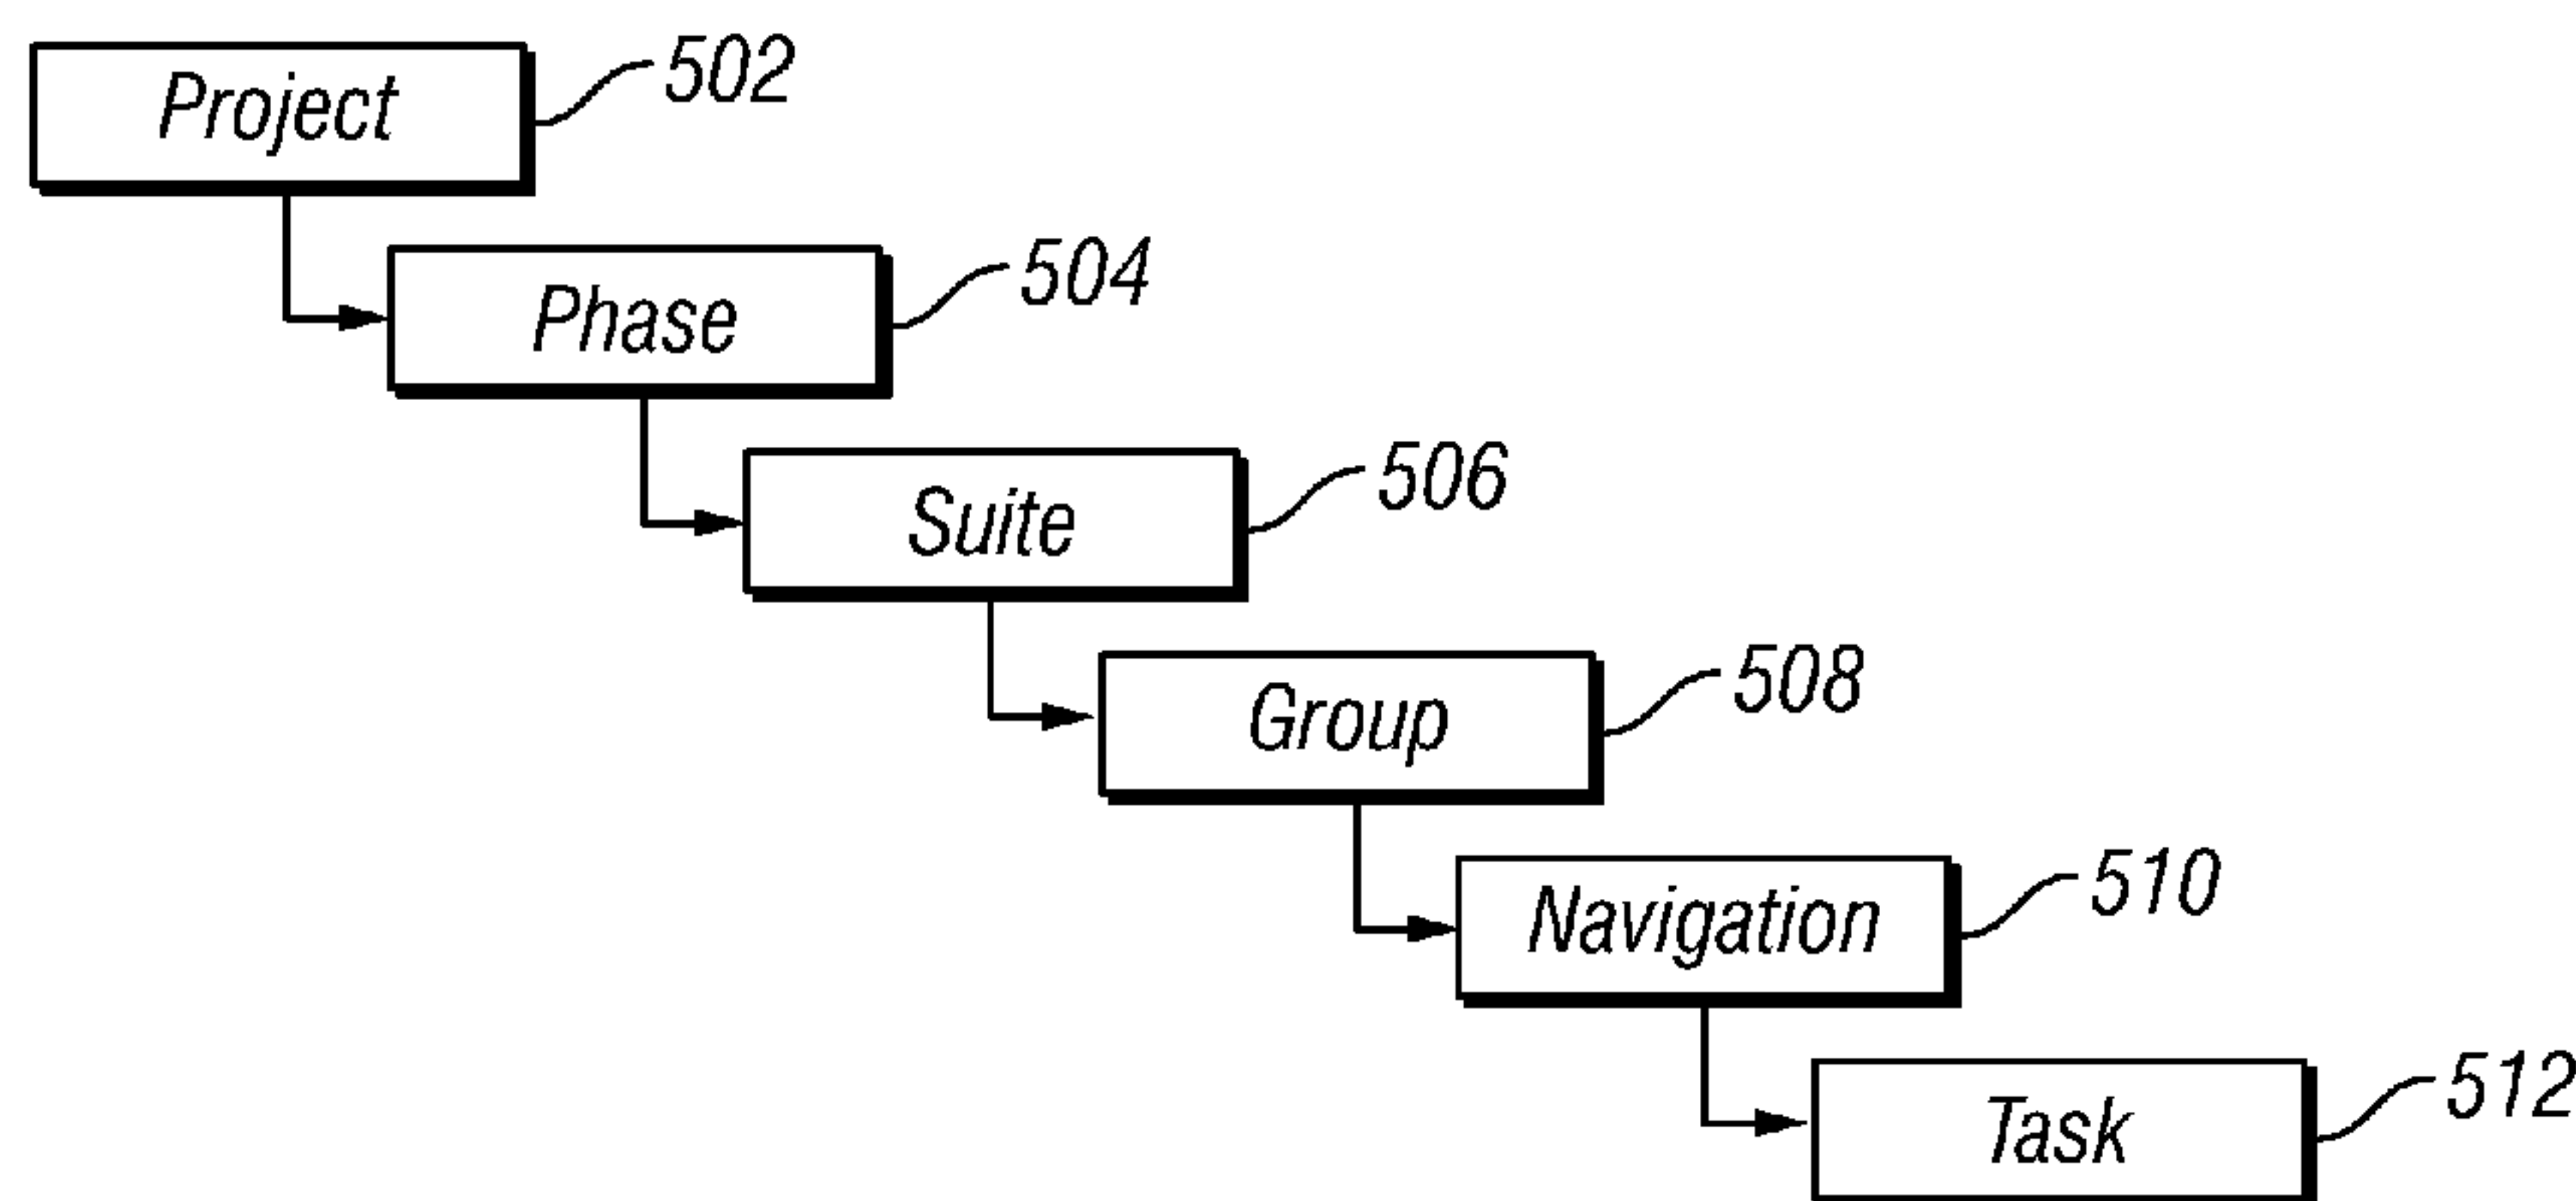 Project
502
Phase
504
Suite
506
Group
508
Navigation
510
Task
512